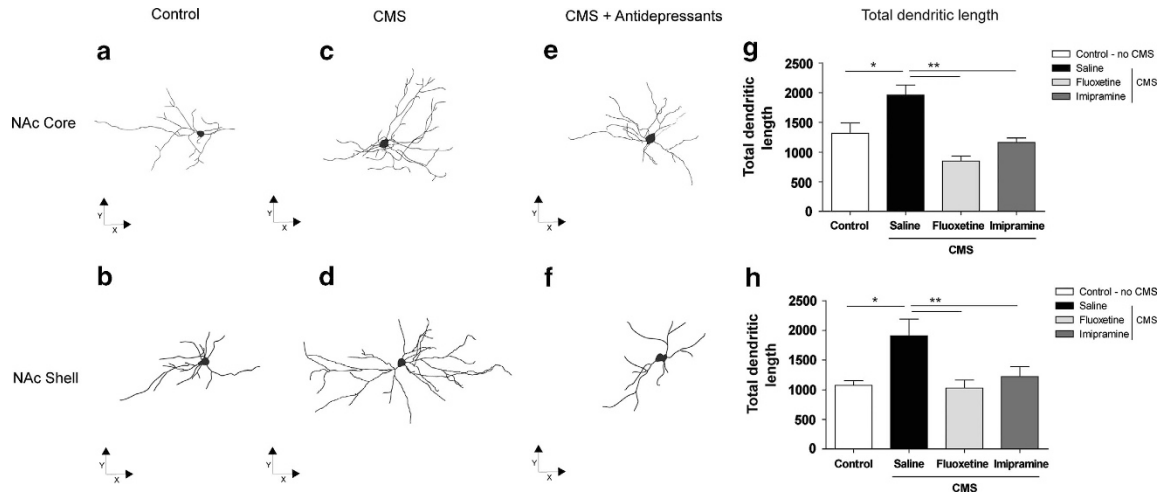 Control
CMS
CMS + Antidepressants
Total dendritic length
a
c
e
g
NAc Core
Y
X
Y
X
Y
X
Total dendritic
length
2500
2000
1500
1000
500
0
*
**
Control
Saline
Fluoxetine
Imipramine
CMS
Control - no CMS
Saline
Fluoxetine
Imipramine
CMS
b
d
f
h
NAc Shell
Y
X
Y
X
Y
X
Total dendritic
length
2500
2000
1500
1000
500
0
*
**
Control
Saline
Fluoxetine
Imipramine
CMS
Control - no CMS
Saline
Fluoxetine
Imipramine
CMS